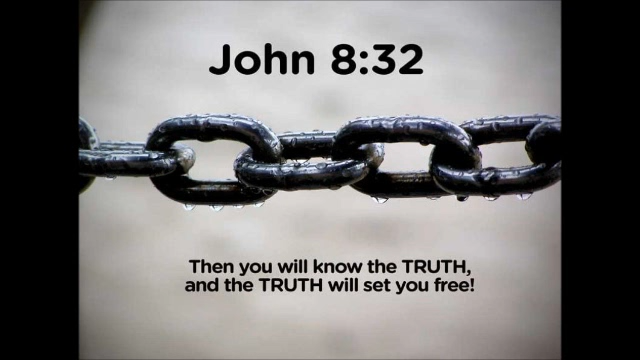 John 8:32
Then you will know the TRUTH,
and the TRUTH will set you free!